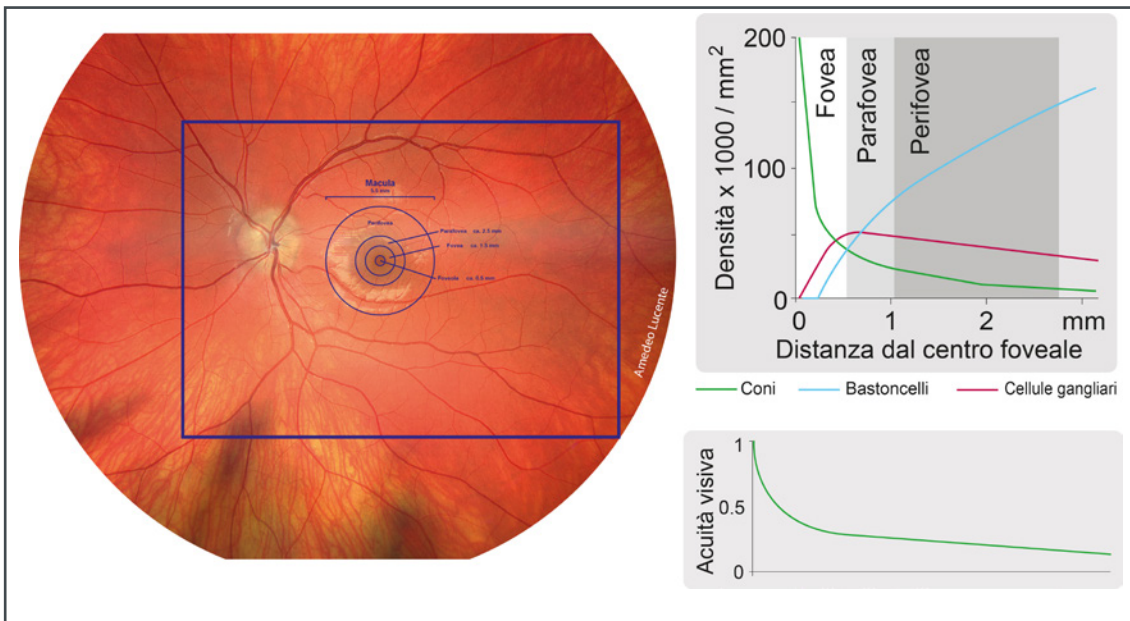 Macula
5.5 mm
Perifovea
Parafovea ca. 2.5 mm
Fovea ca. 1.5 mm
Foveola ca. 0.5 mm
Amedeo Lucente
200
100
0
Densità x 1000 / mm²
Fovea
Parafovea
Perifovea
0 1 2 mm
Distanza dal centro foveale
Coni Bastoncelli Cellule gangliari
1
0.5
0
Acuità visiva